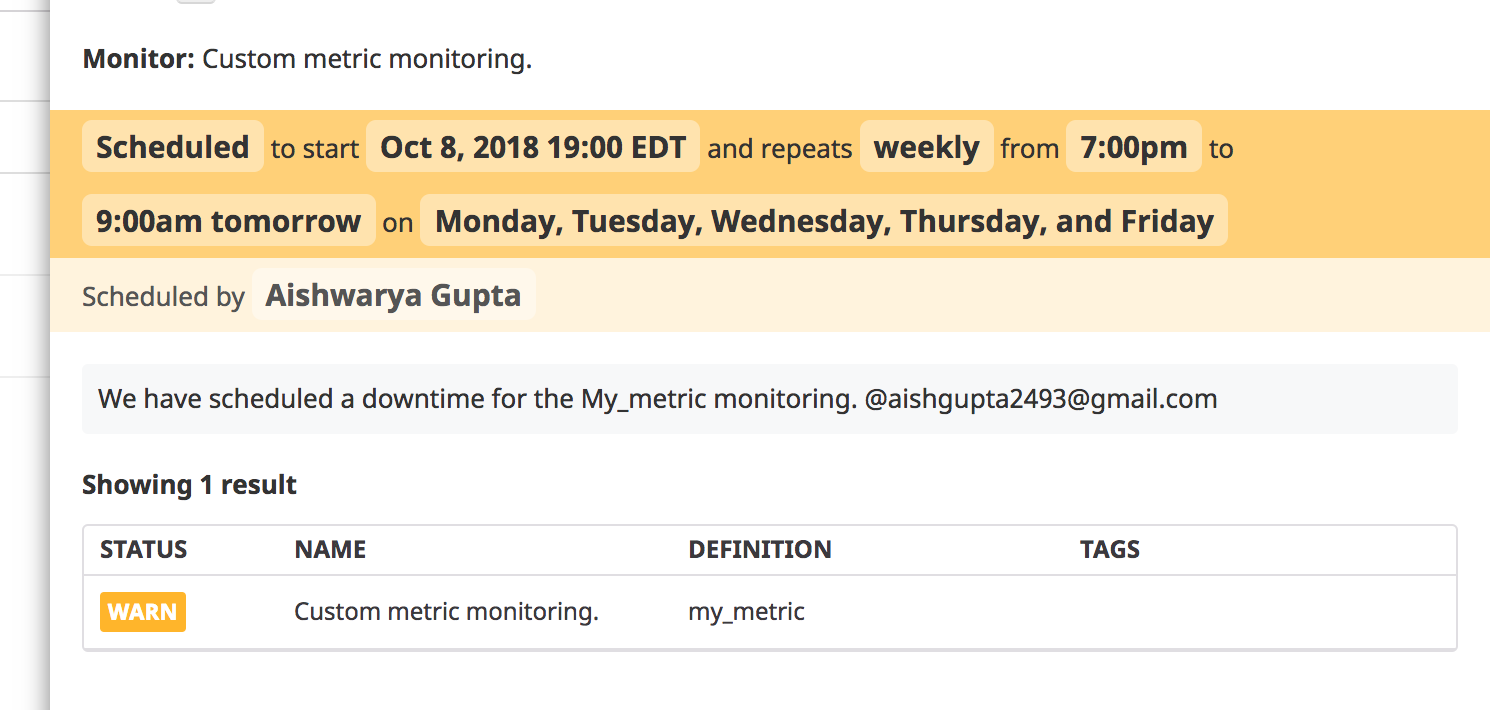 Monitor: Custom metric monitoring.
Scheduled to start Oct 8, 2018 19:00 EDT and repeats weekly from 7:00pm to
9:00am tomorrow on Monday, Tuesday, Wednesday, Thursday, and Friday
Scheduled by Aishwarya Gupta
We have scheduled a downtime for the My_metric monitoring. @aishgupta2493@gmail.com
Showing 1 result
STATUS NAME DEFINITION TAGS
WARN Custom metric monitoring. my_metric